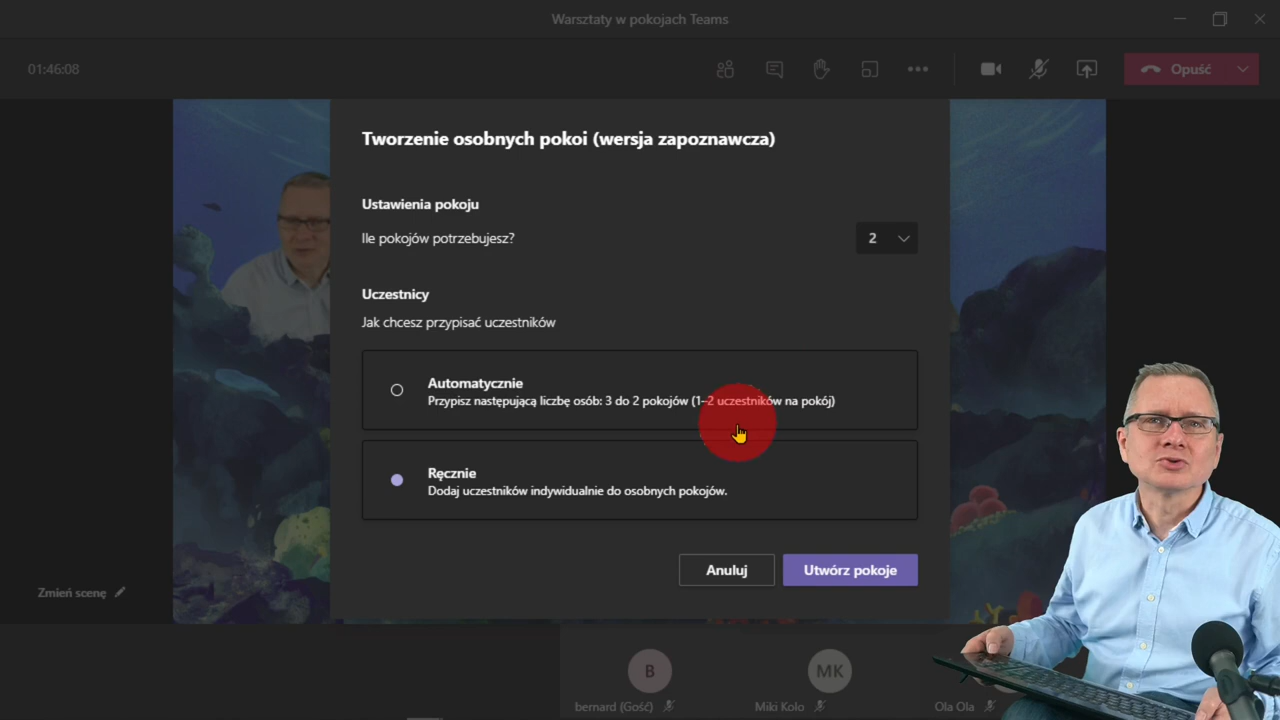 Warsztaty w pokojach Teams
01:46:08
Opuść
Tworzenie osobnych pokoi (wersja zapoznawcza)
Ustawienia pokoju
Ile pokojów potrzebujesz?
2
Uczestnicy
Jak chcesz przypisać uczestników
Automatycznie
Przypisz następującą liczbę osób: 3 do 2 pokojów (1–2 uczestników na pokój)
Ręcznie
Dodaj uczestników indywidualnie do osobnych pokojów.
Anuluj
Utwórz pokoje
Zmień scenę
B
MK
bernard (Gość)
Miki Kolo
Ola Ola